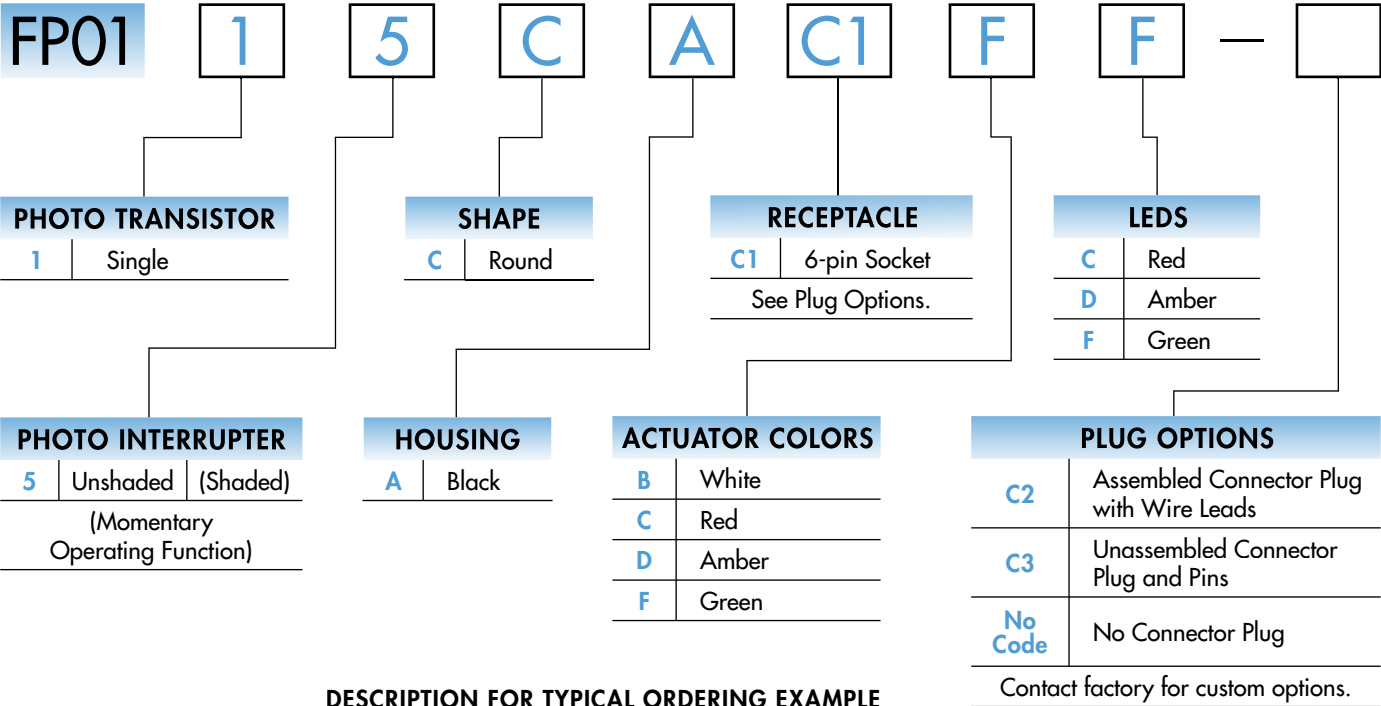 FP01 1 5 C A C1 F F —
PHOTO TRANSISTOR
1 Single
SHAPE
C Round
RECEPTACLE
C1 6-pin Socket
See Plug Options.
LEDS
C Red
D Amber
F Green
PHOTO INTERRUPTER
5 Unshaded (Shaded)
(Momentary
Operating Function)
HOUSING
A Black
ACTUATOR COLORS
B White
C Red
D Amber
F Green
PLUG OPTIONS
C2 Assembled Connector Plug
with Wire Leads
C3 Unassembled Connector
Plug and Pins
No
Code No Connector Plug
Contact factory for custom options.
DESCRIPTION FOR TYPICAL ORDERING EXAMPLE